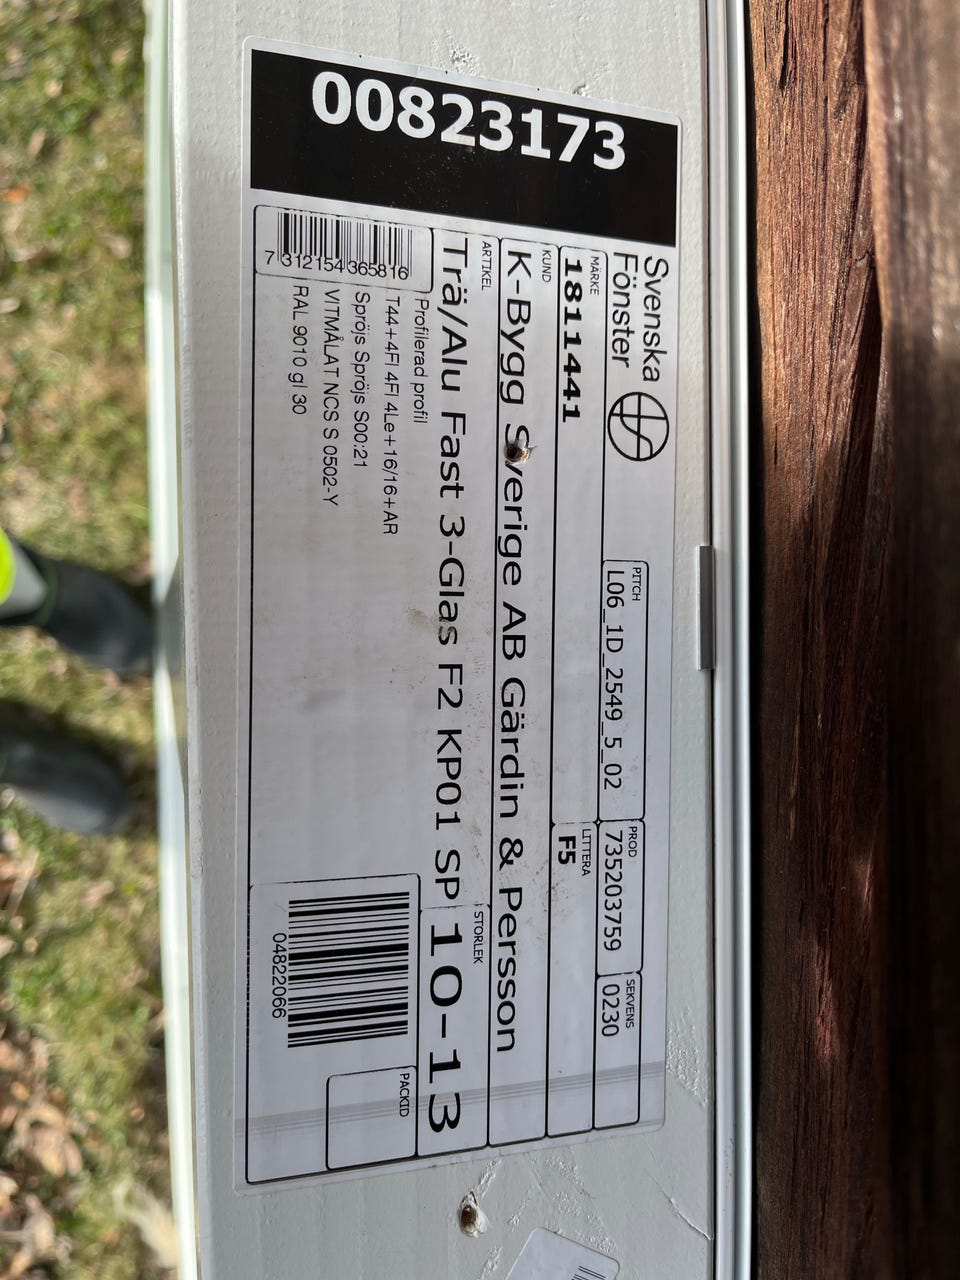 00823173
Svenska
Fönster
PITCH
L06_1D_2549_5_02
PROD
735203759
SEKVENS
0230
MÄRKE
1811441
LITTERA
F5
KUND
K-Bygg Sverige AB Gärdin & Persson
ARTIKEL
Trä/Alu Fast 3-Glas F2 KP01 SP
STORLEK
10-13
7 312154 365816
Profilerad profil
T44+4Fl 4Fl 4Le+16/16+AR
Spröjs Spröjs S00:21
VITMÅLAT NCS S 0502-Y
RAL 9010 gl 30
04822066
PACKID